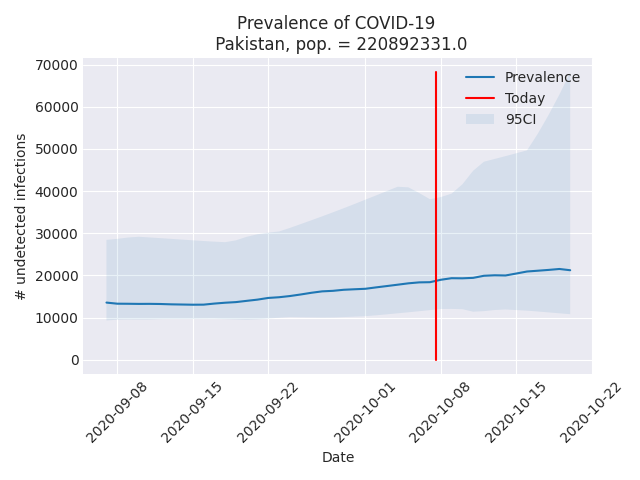 Prevalence of COVID-19
Pakistan, pop. = 220892331.0
# undetected infections
70000
60000
50000
40000
30000
20000
10000
0
Prevalence
Today
95CI
2020-09-08
2020-09-15
2020-09-22
2020-10-01
2020-10-08
2020-10-15
2020-10-22
Date